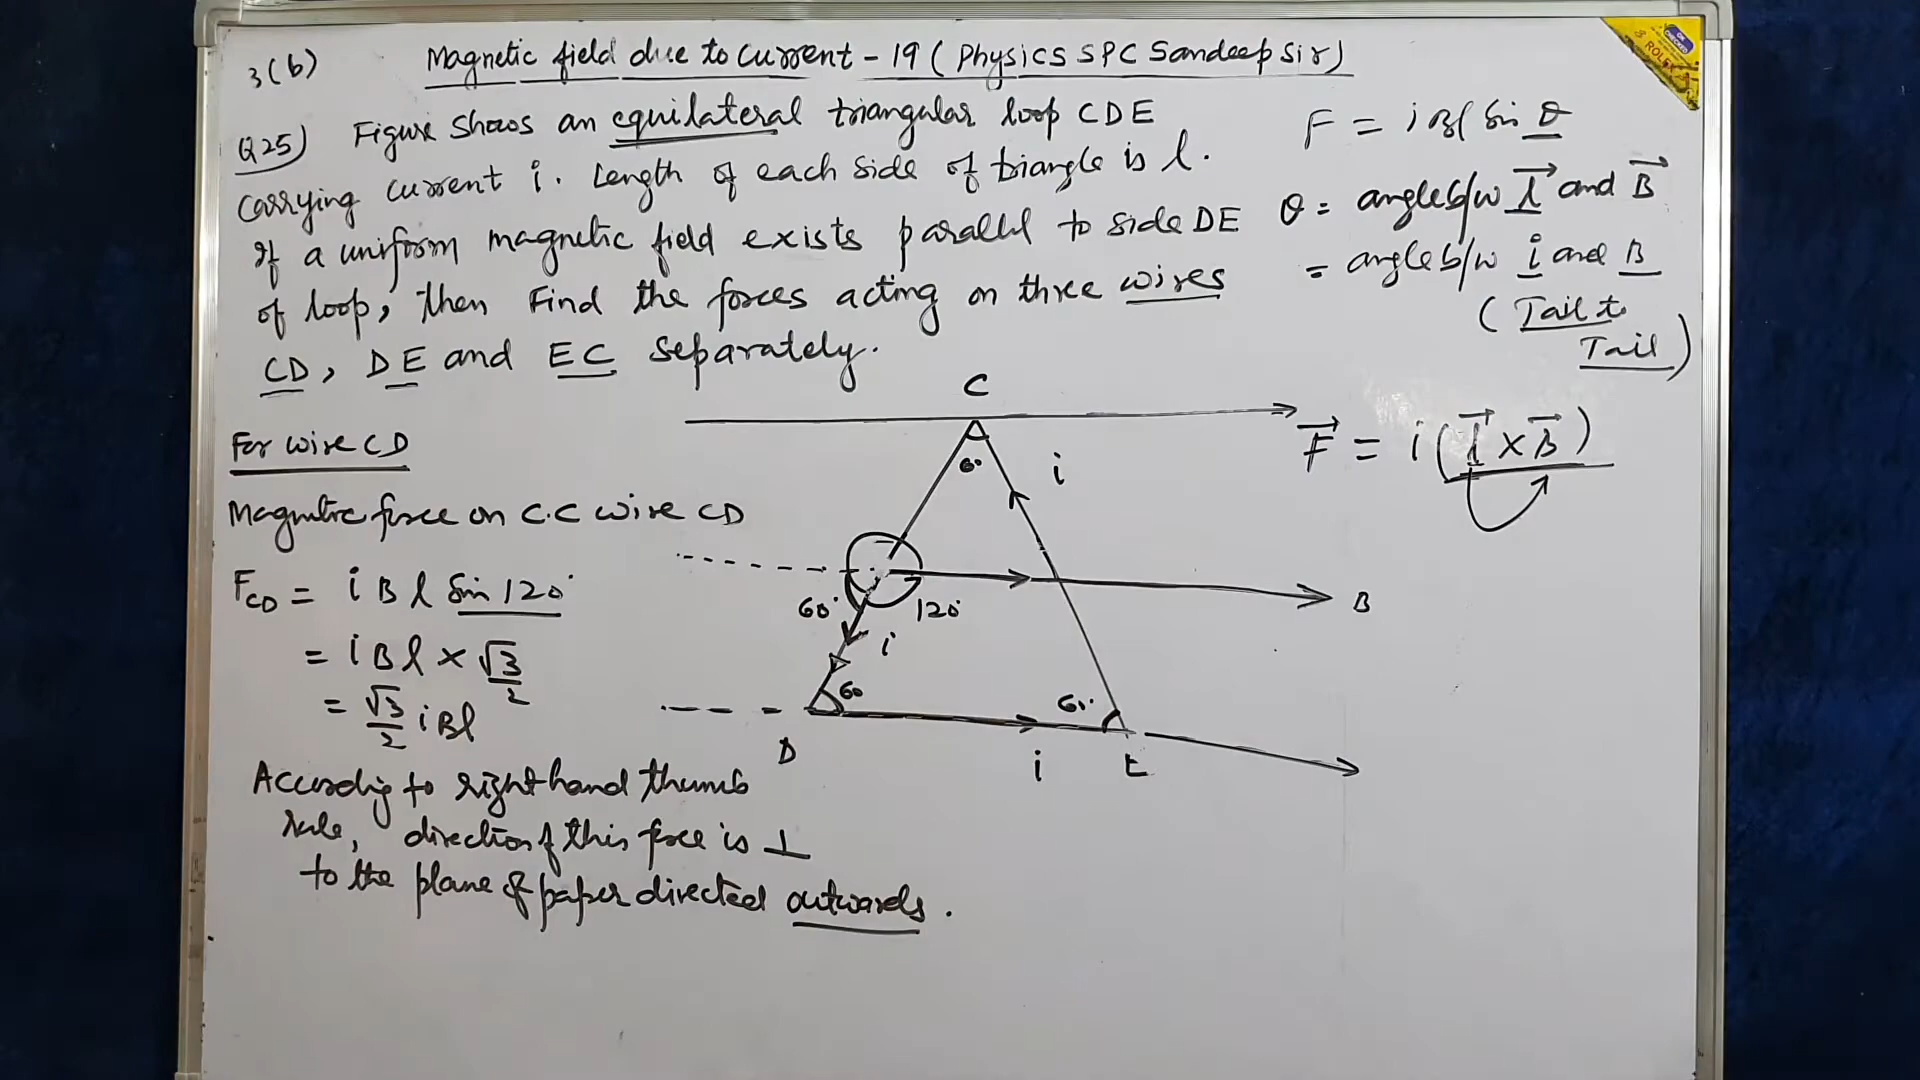 3(b) Magnetic field due to current - 19 (Physics SPC Sandeep Sir)
Q25) Figure shows an equilateral triangular loop CDE
carrying current i. Length of each side of triangle is l.
If a uniform magnetic field exists parallel to side DE
of loop, then Find the forces acting on three wires
CD, DE and EC separately.
F = i Bl Sin θ
θ = angle b/w l⃗ and B⃗
= angle b/w i and B
(Tail to
Tail)
F⃗ = i (l⃗ × B⃗)
For wire CD
Magnetic force on C.C wire CD
F_CD = i B l Sin 120°
= i B l × √3/2
= √3/2 i Bl
According to right hand thumb
rule, direction of this force is ⊥
to the plane of paper directed outwards.
C
60
i
B
60° 120°
i
60 60°
D i E